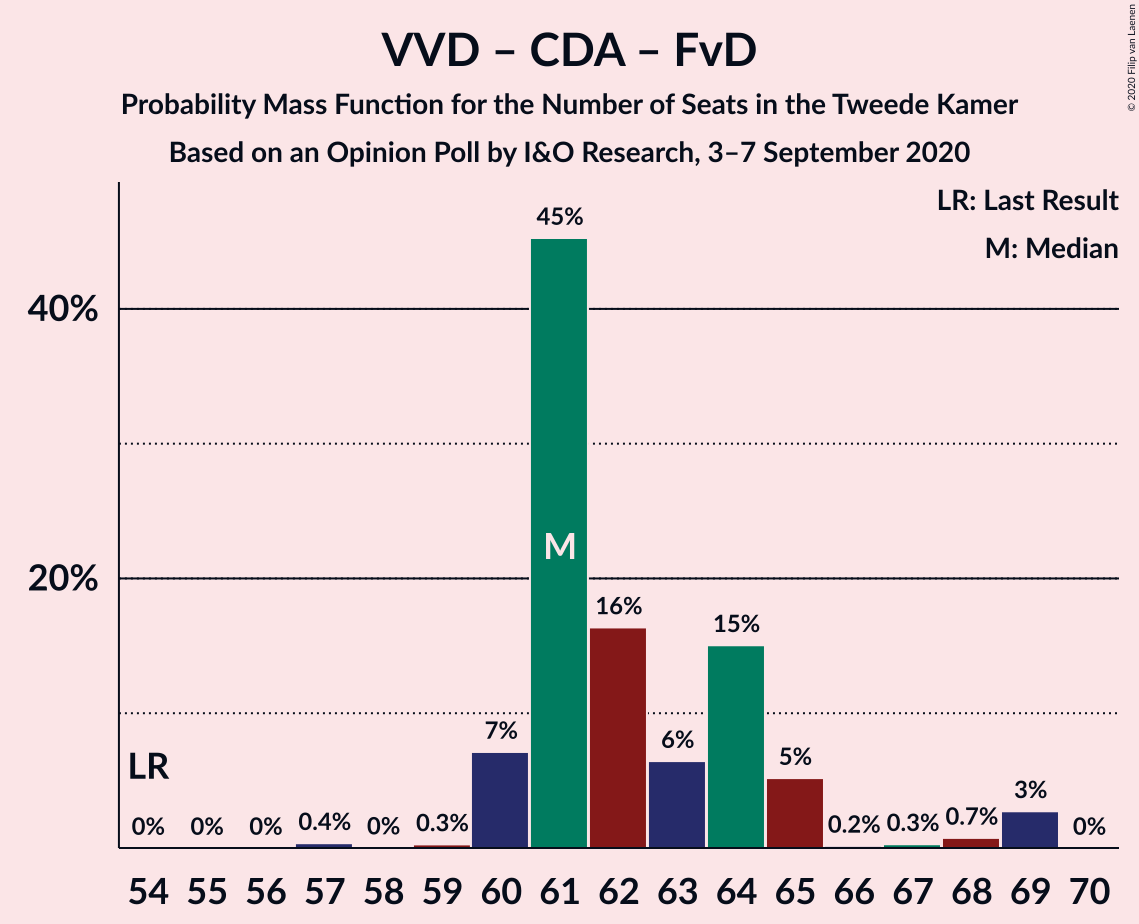 VVD – CDA – FvD
Probability Mass Function for the Number of Seats in the Tweede Kamer
Based on an Opinion Poll by I&O Research, 3–7 September 2020
© 2020 Filip van Laenen
LR: Last Result
M: Median
45%
40%
M
20%
16%
15%
7%
6%
5%
LR
3%
0% 0% 0% 0.4% 0% 0.3% 0.2% 0.3% 0.7% 0%
54 55 56 57 58 59 60 61 62 63 64 65 66 67 68 69 70